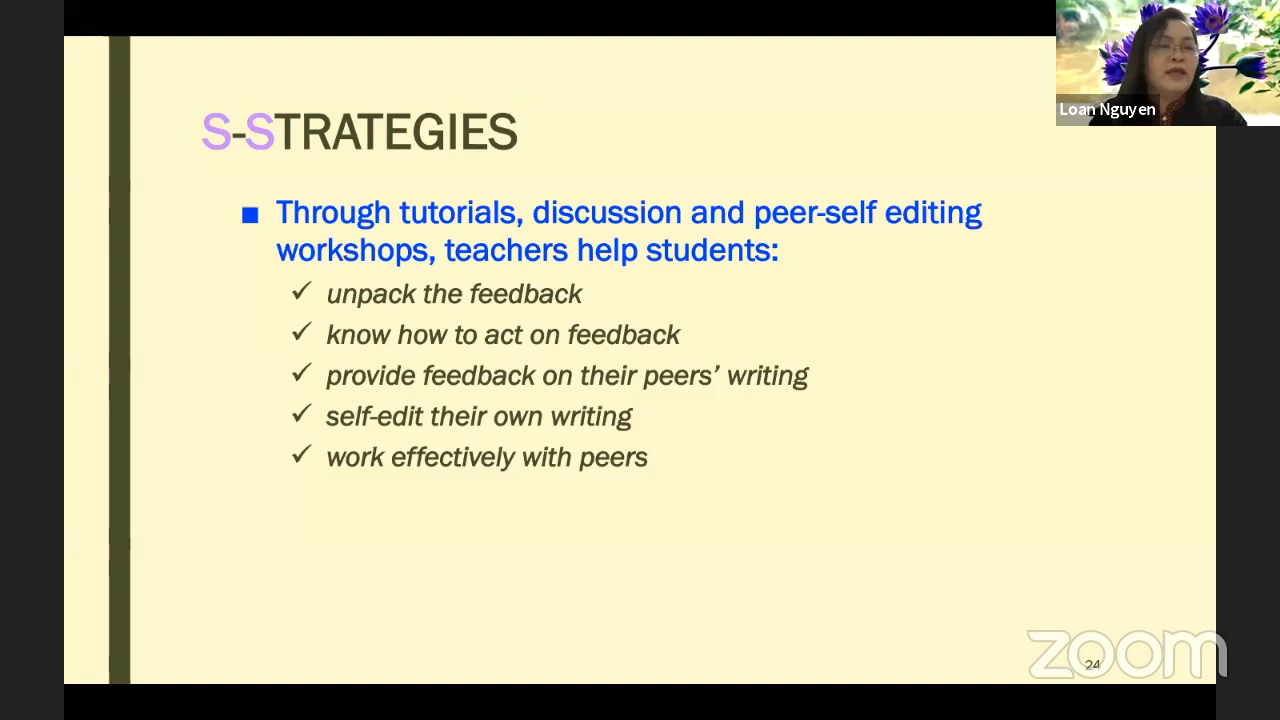 Loan Nguyen
S-STRATEGIES
■ Through tutorials, discussion and peer-self editing
workshops, teachers help students:
✓ unpack the feedback
✓ know how to act on feedback
✓ provide feedback on their peers’ writing
✓ self-edit their own writing
✓ work effectively with peers
zoom
24